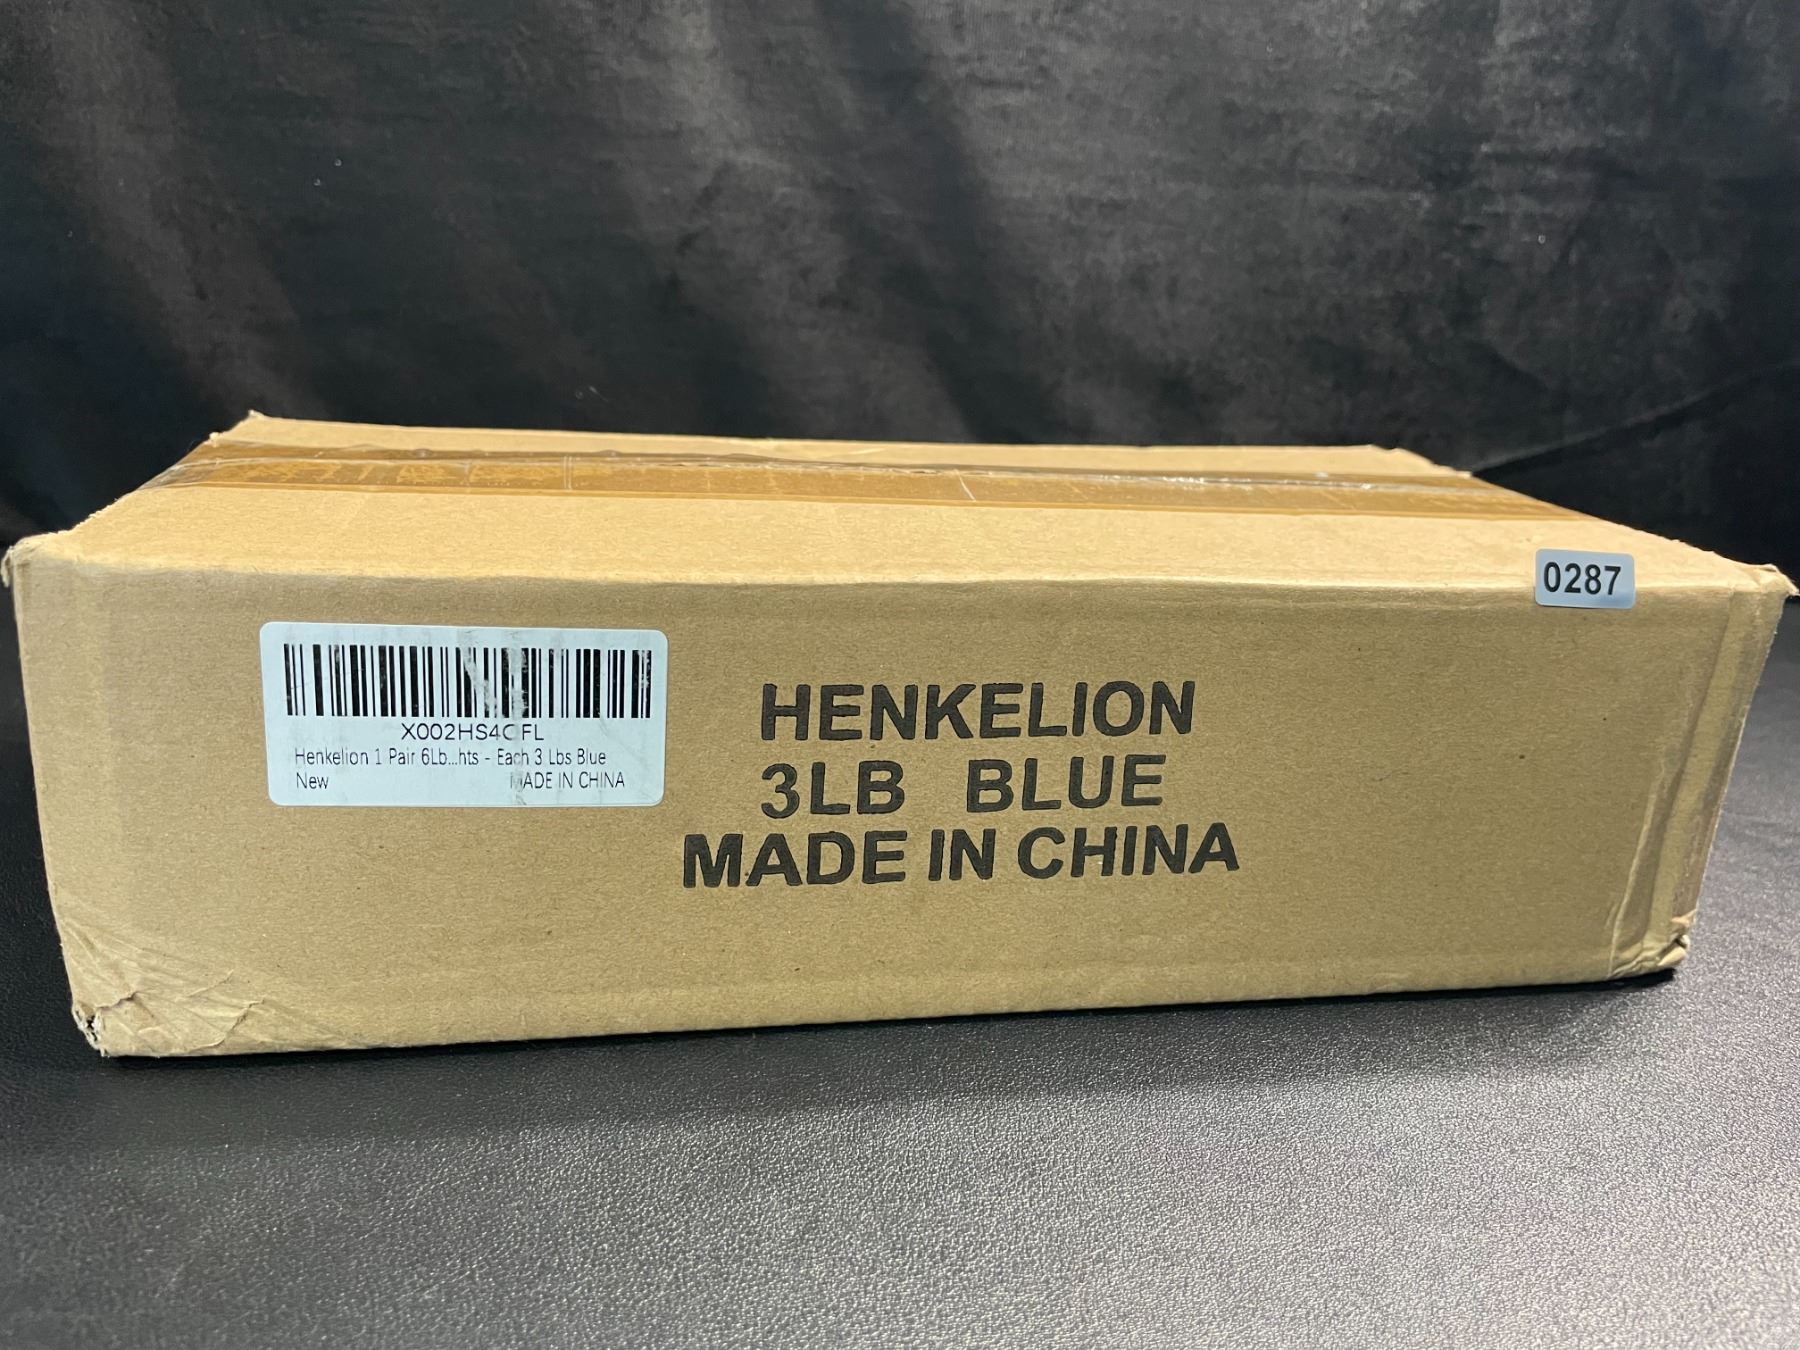 0287
X002HS4OFL
Henkelion 1 Pair 6Lb...hts - Each 3 Lbs Blue
New MADE IN CHINA
HENKELION
3LB BLUE
MADE IN CHINA